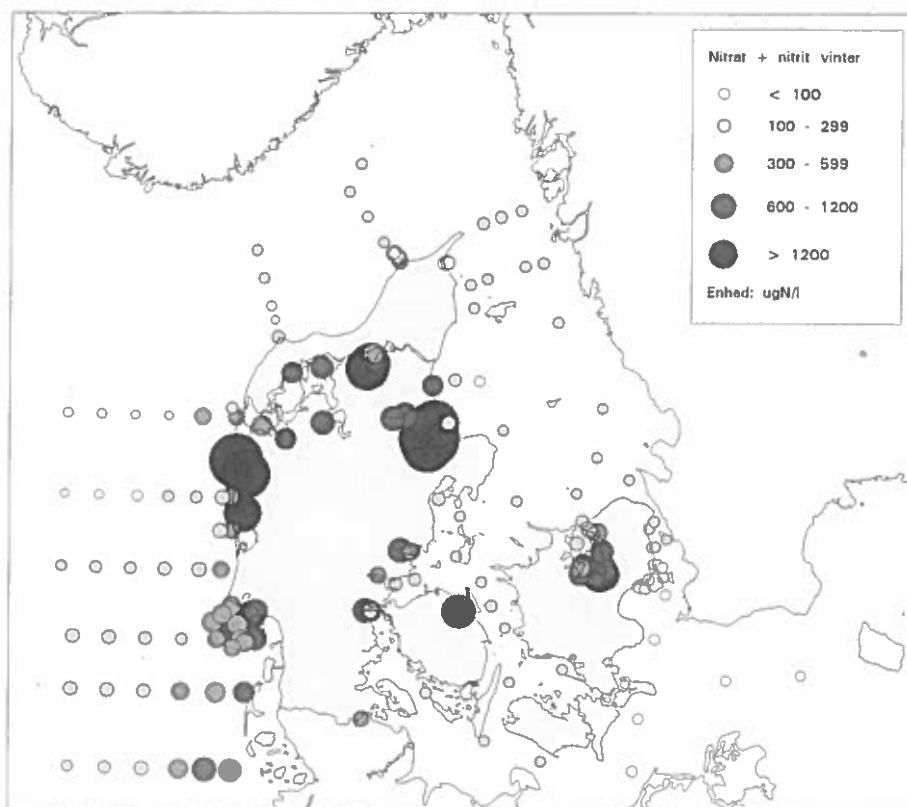 Nitrat + nitrit vinter
< 100
100 - 299
300 - 599
600 - 1200
> 1200
Enhed: ugN/l